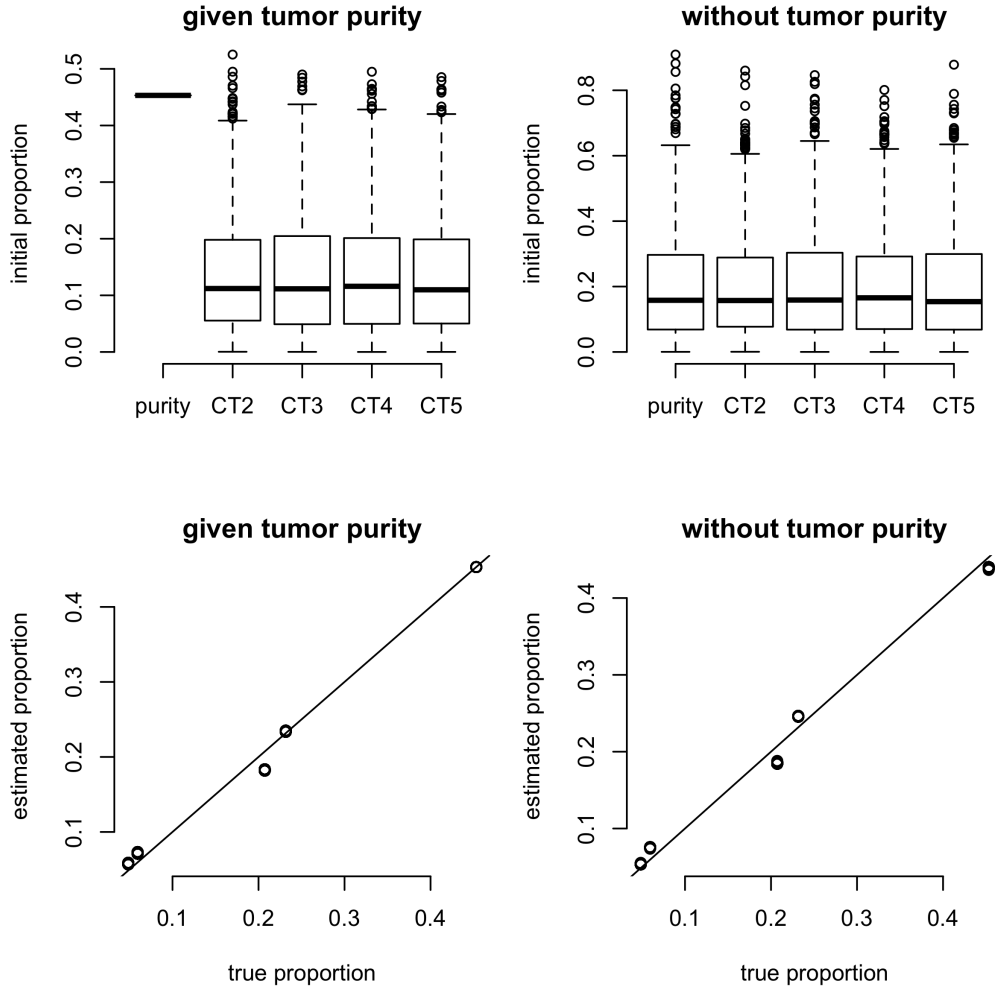 given tumor purity
initial proportion
0.0 0.1 0.2 0.3 0.4 0.5
purity CT2 CT3 CT4 CT5
without tumor purity
initial proportion
0.0 0.2 0.4 0.6 0.8
purity CT2 CT3 CT4 CT5
given tumor purity
estimated proportion
0.1 0.2 0.3 0.4
0.1 0.2 0.3 0.4
true proportion
without tumor purity
estimated proportion
0.1 0.2 0.3 0.4
0.1 0.2 0.3 0.4
true proportion